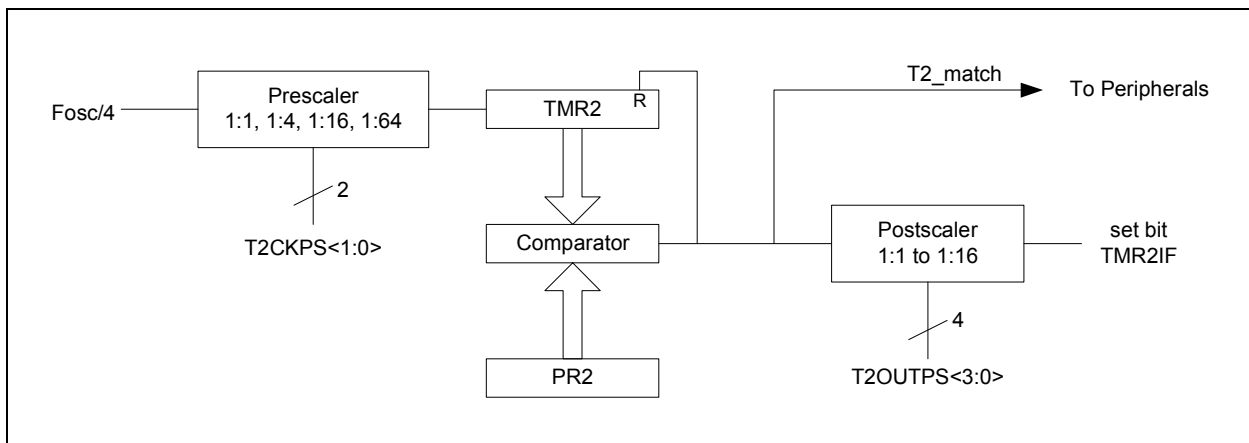 Fosc/4
Prescaler
1:1, 1:4, 1:16, 1:64
2
T2CKPS<1:0>
TMR2
R
Comparator
PR2
T2_match
To Peripherals
Postscaler
1:1 to 1:16
4
T2OUTPS<3:0>
set bit
TMR2IF